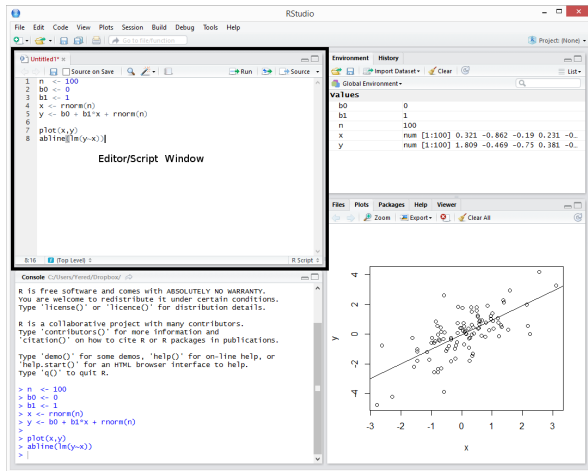 RStudio
File Edit Code View Plots Session Build Debug Tools Help
Go to file/function
Project: (None)
Untitled1*
Source on Save
Run
Source
1 n <- 100
2 b0 <- 0
3 b1 <- 1
4 x <- rnorm(n)
5 y <- b0 + b1*x + rnorm(n)
6
7 plot(x,y)
8 abline(lm(y~x))
Editor/Script Window
8:16 (Top Level) R Script
Console C:/Users/Yered/Dropbox/
R is free software and comes with ABSOLUTELY NO WARRANTY.
You are welcome to redistribute it under certain conditions.
Type 'license()' or 'licence()' for distribution details.
R is a collaborative project with many contributors.
Type 'contributors()' for more information and
'citation()' on how to cite R or R packages in publications.
Type 'demo()' for some demos, 'help()' for on-line help, or
'help.start()' for an HTML browser interface to help.
Type 'q()' to quit R.
> n <- 100
> b0 <- 0
> b1 <- 1
> x <- rnorm(n)
> y <- b0 + b1*x + rnorm(n)
>
> plot(x,y)
> abline(lm(y~x))
>
Environment History
Import Dataset Clear
List
Global Environment
Values
b0 0
b1 1
n 100
x num [1:100] 0.321 -0.862 -0.19 0.231 -0…
y num [1:100] 1.809 -0.469 -0.75 0.381 -0…
Files Plots Packages Help Viewer
Zoom Export Clear All
4
2
0
-2
-4
y
-3 -2 -1 0 1 2 3
x